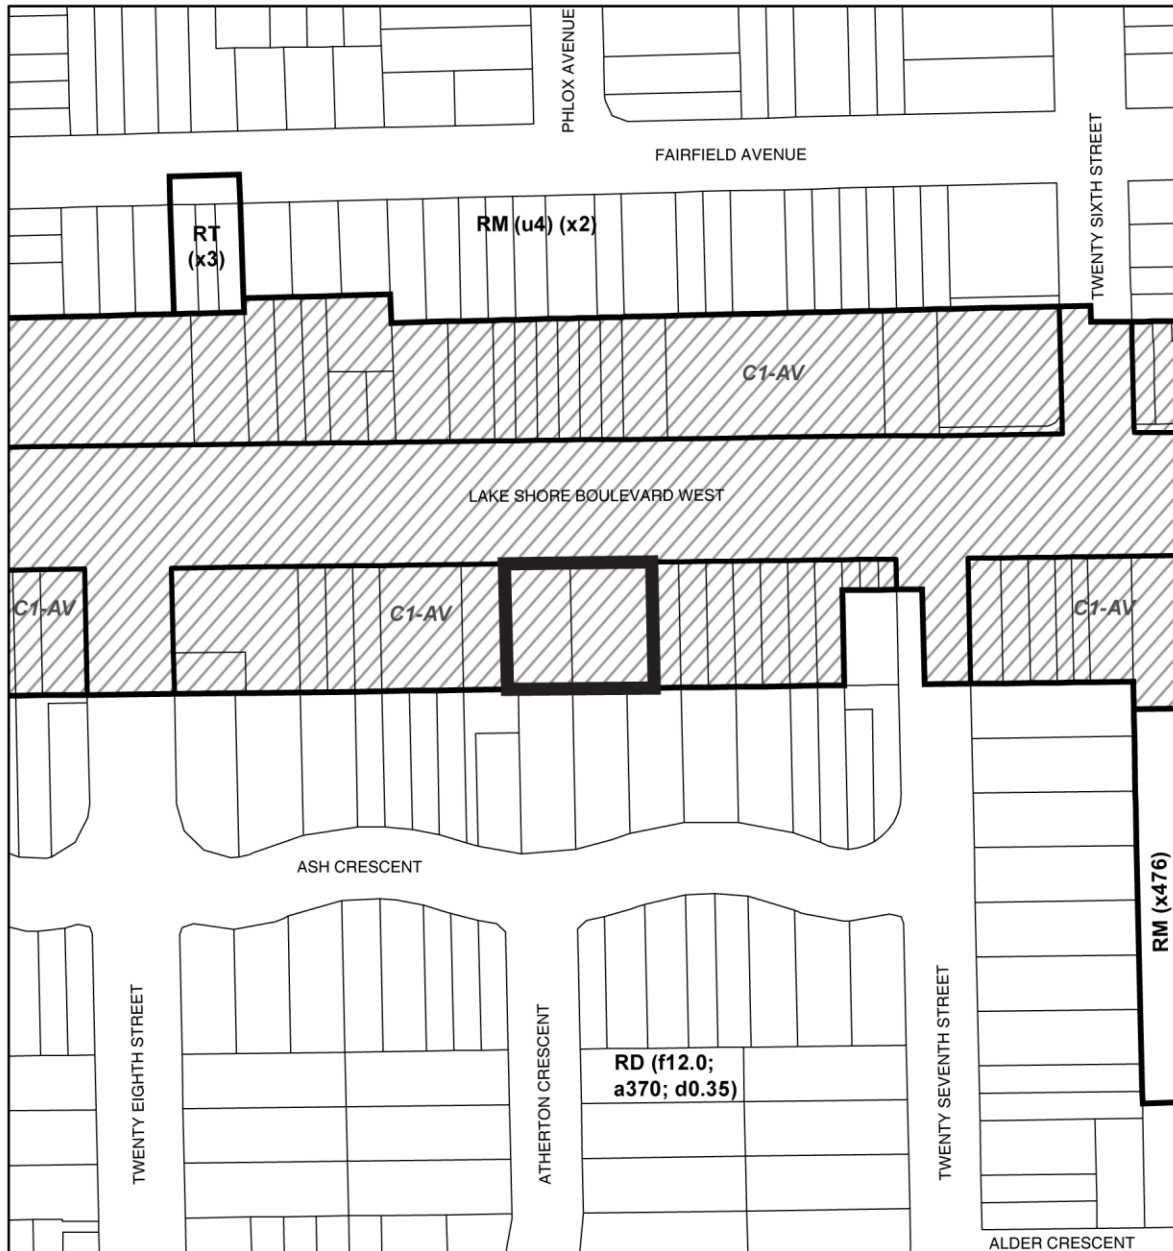 PHLOX AVENUE
FAIRFIELD AVENUE
TWENTY SIXTH STREET
RT
(x3)
RM (u4) (x2)
C1-AV
LAKE SHORE BOULEVARD WEST
C1-AV
C1-AV
C1-AV
ASH CRESCENT
RM (x476)
TWENTY EIGHTH STREET
ATHERTON CRESCENT
RD (f12.0;
a370; d0.35)
TWENTY SEVENTH STREET
ALDER CRESCENT